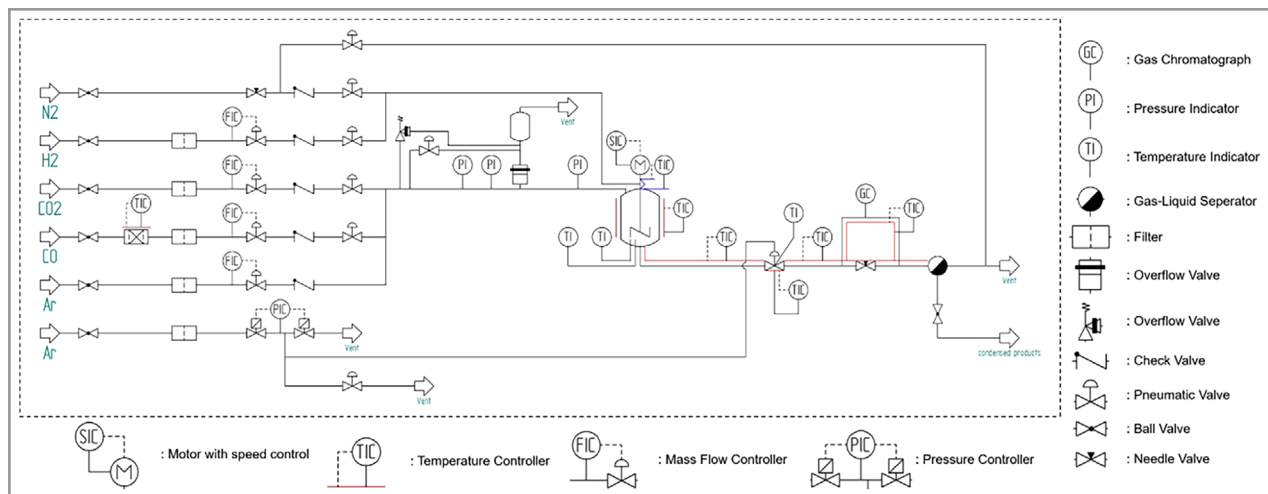 N2
H2
CO2
CO
Ar
Ar
FIC
FIC
FIC
FIC
TIC
PIC
Vent
Vent
Vent
PI
PI
PI
SIC
M
TIC
TIC
TI
TI
TIC
TI
TIC
TIC
GC
TIC
Vent
condensed products
GC
: Gas Chromatograph
PI
: Pressure Indicator
TI
: Temperature Indicator
: Gas-Liquid Seperator
: Filter
: Overflow Valve
: Overflow Valve
: Check Valve
: Pneumatic Valve
: Ball Valve
: Needle Valve
SIC
M
: Motor with speed control
TIC
: Temperature Controller
FIC
: Mass Flow Controller
PIC
: Pressure Controller